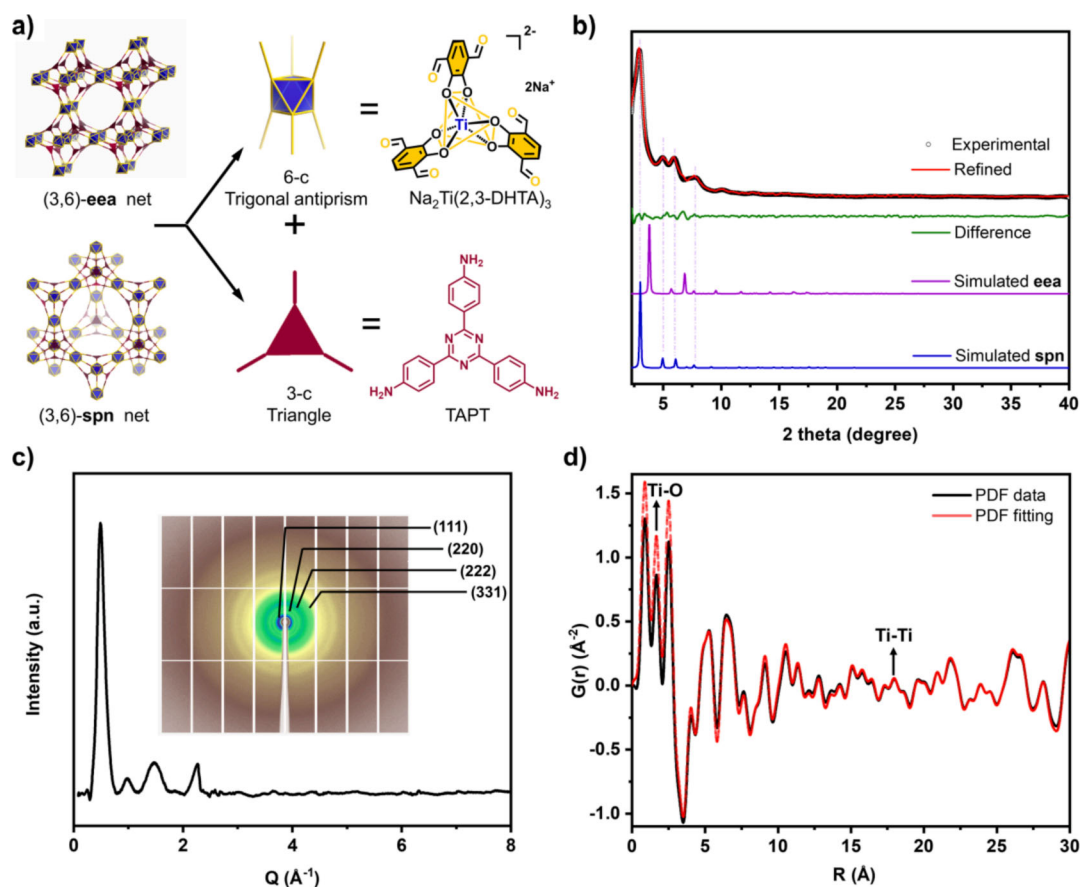 a)
(3,6)-eea net
(3,6)-spn net
6-c
Trigonal antiprism
+
3-c
Triangle
=
O
O
O
O
O
O
O
O
O
O
O
O
Ti
2-
2Na⁺
Na₂Ti(2,3-DHTA)₃
=
NH₂
N
N
N
H₂N
NH₂
TAPT
b)
Experimental
Refined
Difference
Simulated eea
Simulated spn
5
10
15
20
25
30
35
40
2 theta (degree)
c)
Intensity (a.u.)
(111)
(220)
(222)
(331)
0
2
4
6
8
Q (Å⁻¹)
d)
G(r) (Å⁻²)
1.5
1.0
0.5
0.0
-0.5
-1.0
Ti-O
Ti-Ti
PDF data
PDF fitting
0
5
10
15
20
25
30
R (Å)